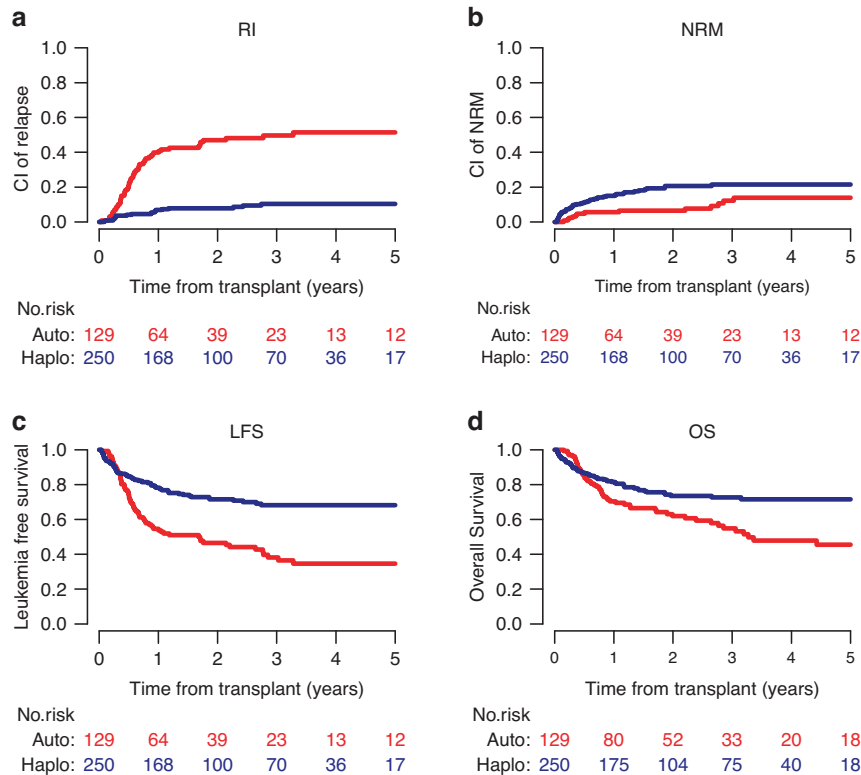 a
RI
CI of relapse
1.0
0.8
0.6
0.4
0.2
0.0
0 1 2 3 4 5
Time from transplant (years)
No.risk
Auto: 129 64 39 23 13 12
Haplo: 250 168 100 70 36 17
b
NRM
CI of NRM
1.0
0.8
0.6
0.4
0.2
0.0
0 1 2 3 4 5
Time from transplant (years)
No.risk
Auto: 129 64 39 23 13 12
Haplo: 250 168 100 70 36 17
c
LFS
Leukemia free survival
1.0
0.8
0.6
0.4
0.2
0.0
0 1 2 3 4 5
Time from transplant (years)
No.risk
Auto: 129 64 39 23 13 12
Haplo: 250 168 100 70 36 17
d
OS
Overall Survival
1.0
0.8
0.6
0.4
0.2
0.0
0 1 2 3 4 5
Time from transplant (years)
No.risk
Auto: 129 80 52 33 20 18
Haplo: 250 175 104 75 40 18